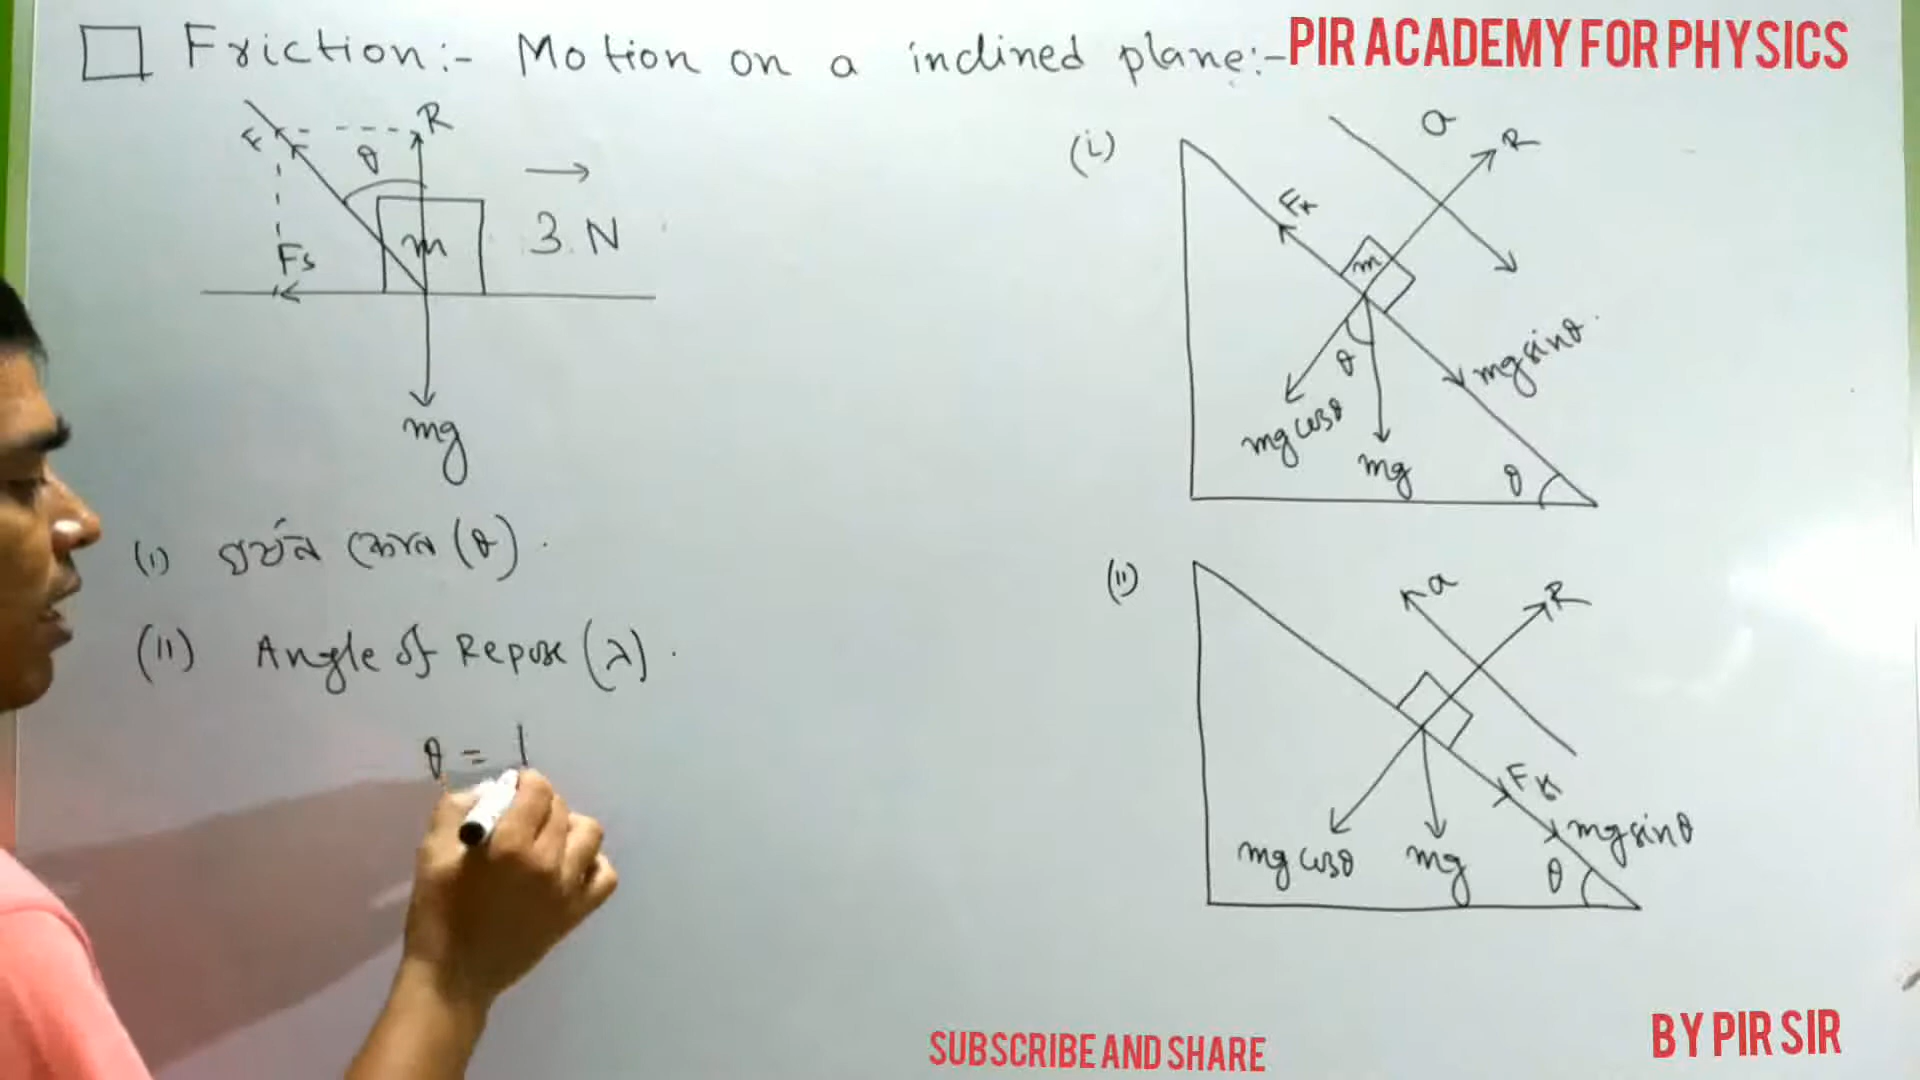 Friction:- Motion on a inclined plane:-
PIR ACADEMY FOR PHYSICS
F
θ
R
Fs
m
3 N
mg
(i) ঘর্ষন কোন (θ).
(ii) Angle of Repose (λ).
θ =
(i)
a
R
Fk
m
mg sinθ.
θ
mg cosθ
mg
θ
(ii)
a
R
Fk
mg sinθ
mg cosθ
mg
θ
SUBSCRIBE AND SHARE
BY PIR SIR